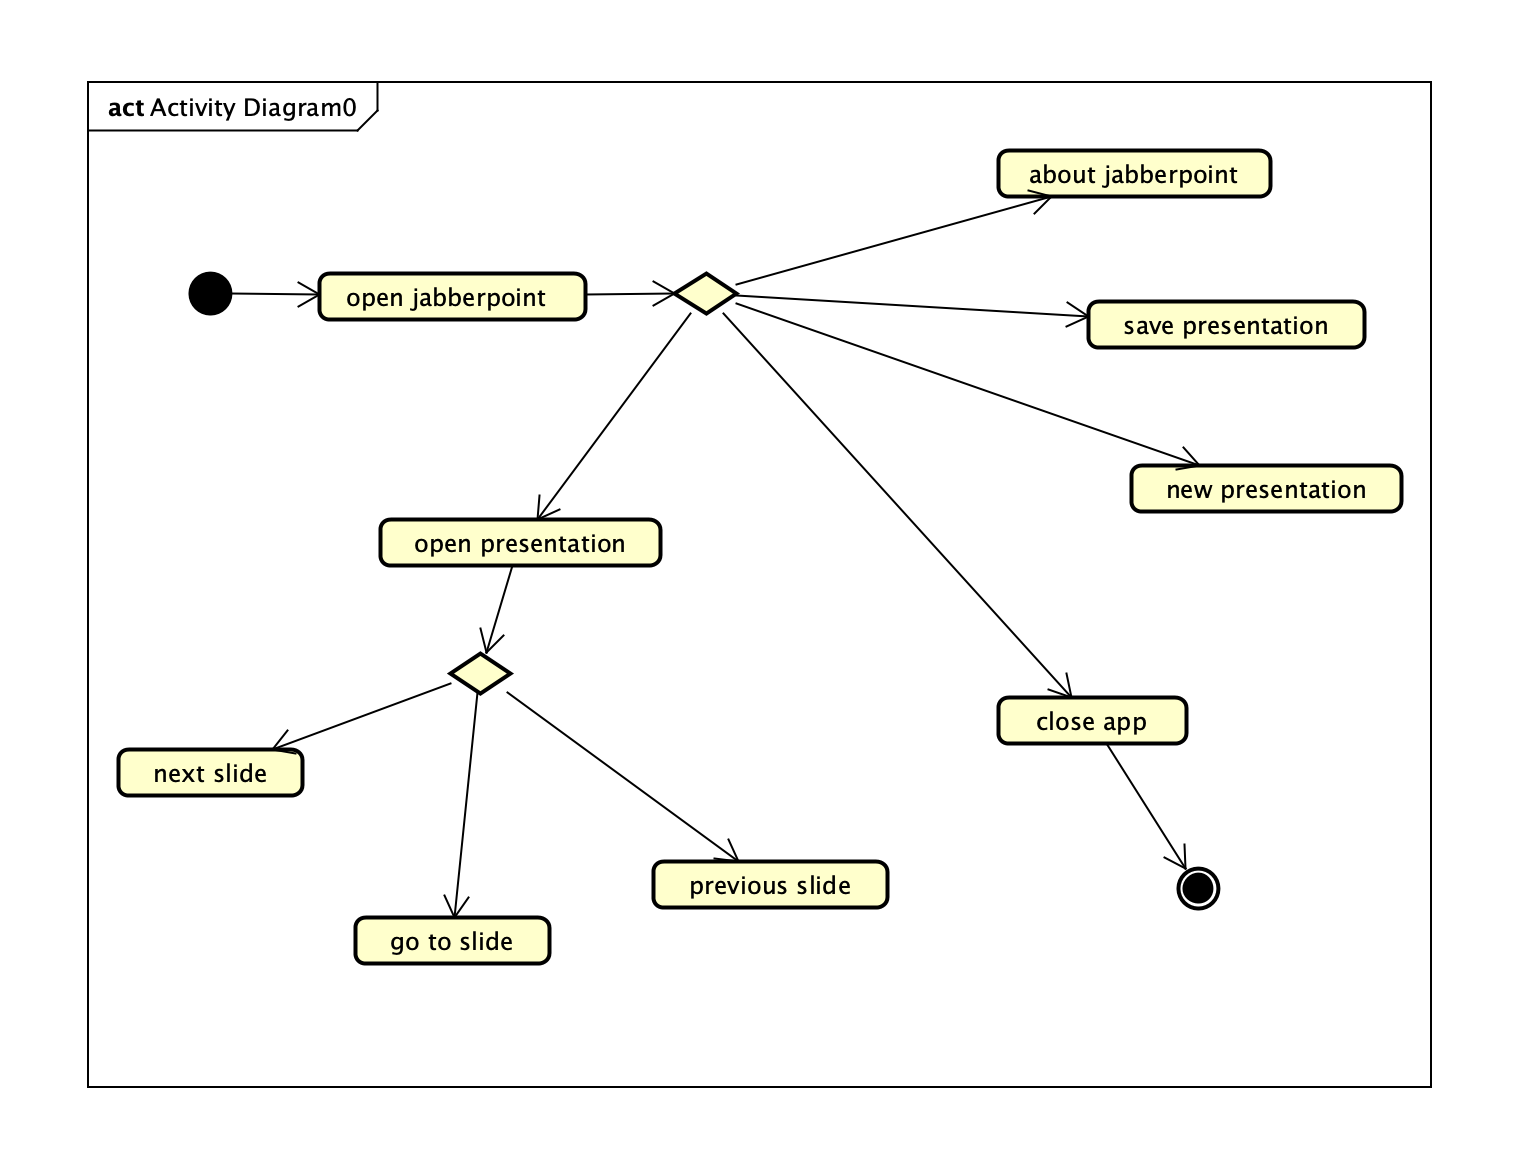 act Activity Diagram0
about jabberpoint
open jabberpoint
save presentation
new presentation
open presentation
close app
next slide
previous slide
go to slide